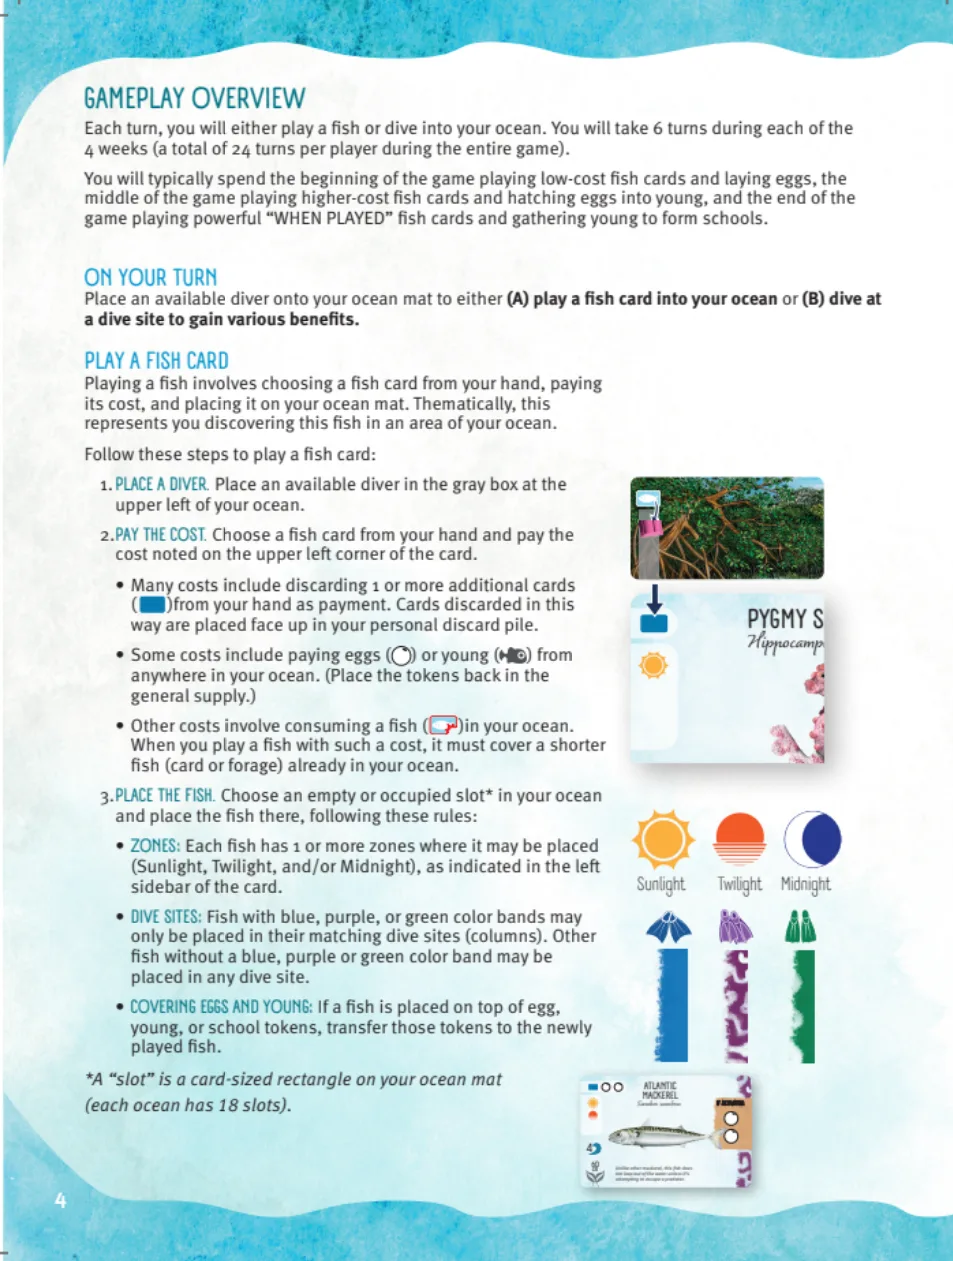 GAMEPLAY OVERVIEW
Each turn, you will either play a fish or dive into your ocean. You will take 6 turns during each of the
4 weeks (a total of 24 turns per player during the entire game).
You will typically spend the beginning of the game playing low-cost fish cards and laying eggs, the
middle of the game playing higher-cost fish cards and hatching eggs into young, and the end of the
game playing powerful “WHEN PLAYED” fish cards and gathering young to form schools.
ON YOUR TURN
Place an available diver onto your ocean mat to either (A) play a fish card into your ocean or (B) dive at
a dive site to gain various benefits.
PLAY A FISH CARD
Playing a fish involves choosing a fish card from your hand, paying
its cost, and placing it on your ocean mat. Thematically, this
represents you discovering this fish in an area of your ocean.
Follow these steps to play a fish card:
1. PLACE A DIVER. Place an available diver in the gray box at the
upper left of your ocean.
2. PAY THE COST. Choose a fish card from your hand and pay the
cost noted on the upper left corner of the card.
• Many costs include discarding 1 or more additional cards
( )from your hand as payment. Cards discarded in this
way are placed face up in your personal discard pile.
• Some costs include paying eggs ( ) or young ( ) from
anywhere in your ocean. (Place the tokens back in the
general supply.)
• Other costs involve consuming a fish ( )in your ocean.
When you play a fish with such a cost, it must cover a shorter
fish (card or forage) already in your ocean.
3. PLACE THE FISH. Choose an empty or occupied slot* in your ocean
and place the fish there, following these rules:
• ZONES: Each fish has 1 or more zones where it may be placed
(Sunlight, Twilight, and/or Midnight), as indicated in the left
sidebar of the card.
• DIVE SITES: Fish with blue, purple, or green color bands may
only be placed in their matching dive sites (columns). Other
fish without a blue, purple or green color band may be
placed in any dive site.
• COVERING EGGS AND YOUNG: If a fish is placed on top of egg,
young, or school tokens, transfer those tokens to the newly
played fish.
*A “slot” is a card-sized rectangle on your ocean mat
(each ocean has 18 slots).
PYGMY S
Hippocamp
Sunlight Twilight Midnight
ATLANTIC
MACKEREL
IF ACTIVATED
4
Unlike other mackerel, this fish does
4